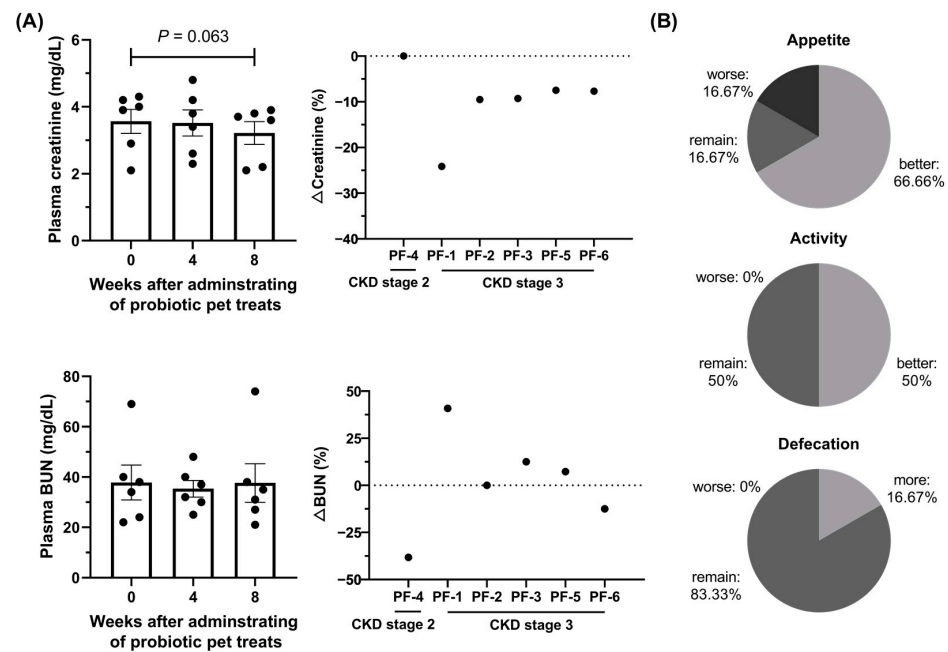 (A)
P = 0.063
Plasma creatinine (mg/dL)
6
4
2
0
0 4 8
Weeks after adminstrating
of probiotic pet treats
△Creatinine (%)
0
−10
−20
−30
−40
PF-4 PF-1 PF-2 PF-3 PF-5 PF-6
CKD stage 2 CKD stage 3
Plasma BUN (mg/dL)
80
60
40
20
0
0 4 8
Weeks after adminstrating
of probiotic pet treats
△BUN (%)
50
25
0
−25
−50
PF-4 PF-1 PF-2 PF-3 PF-5 PF-6
CKD stage 2 CKD stage 3
(B)
Appetite
worse:
16.67%
remain:
16.67%
better:
66.66%
Activity
worse: 0%
remain:
50%
better:
50%
Defecation
worse: 0%
more:
16.67%
remain:
83.33%